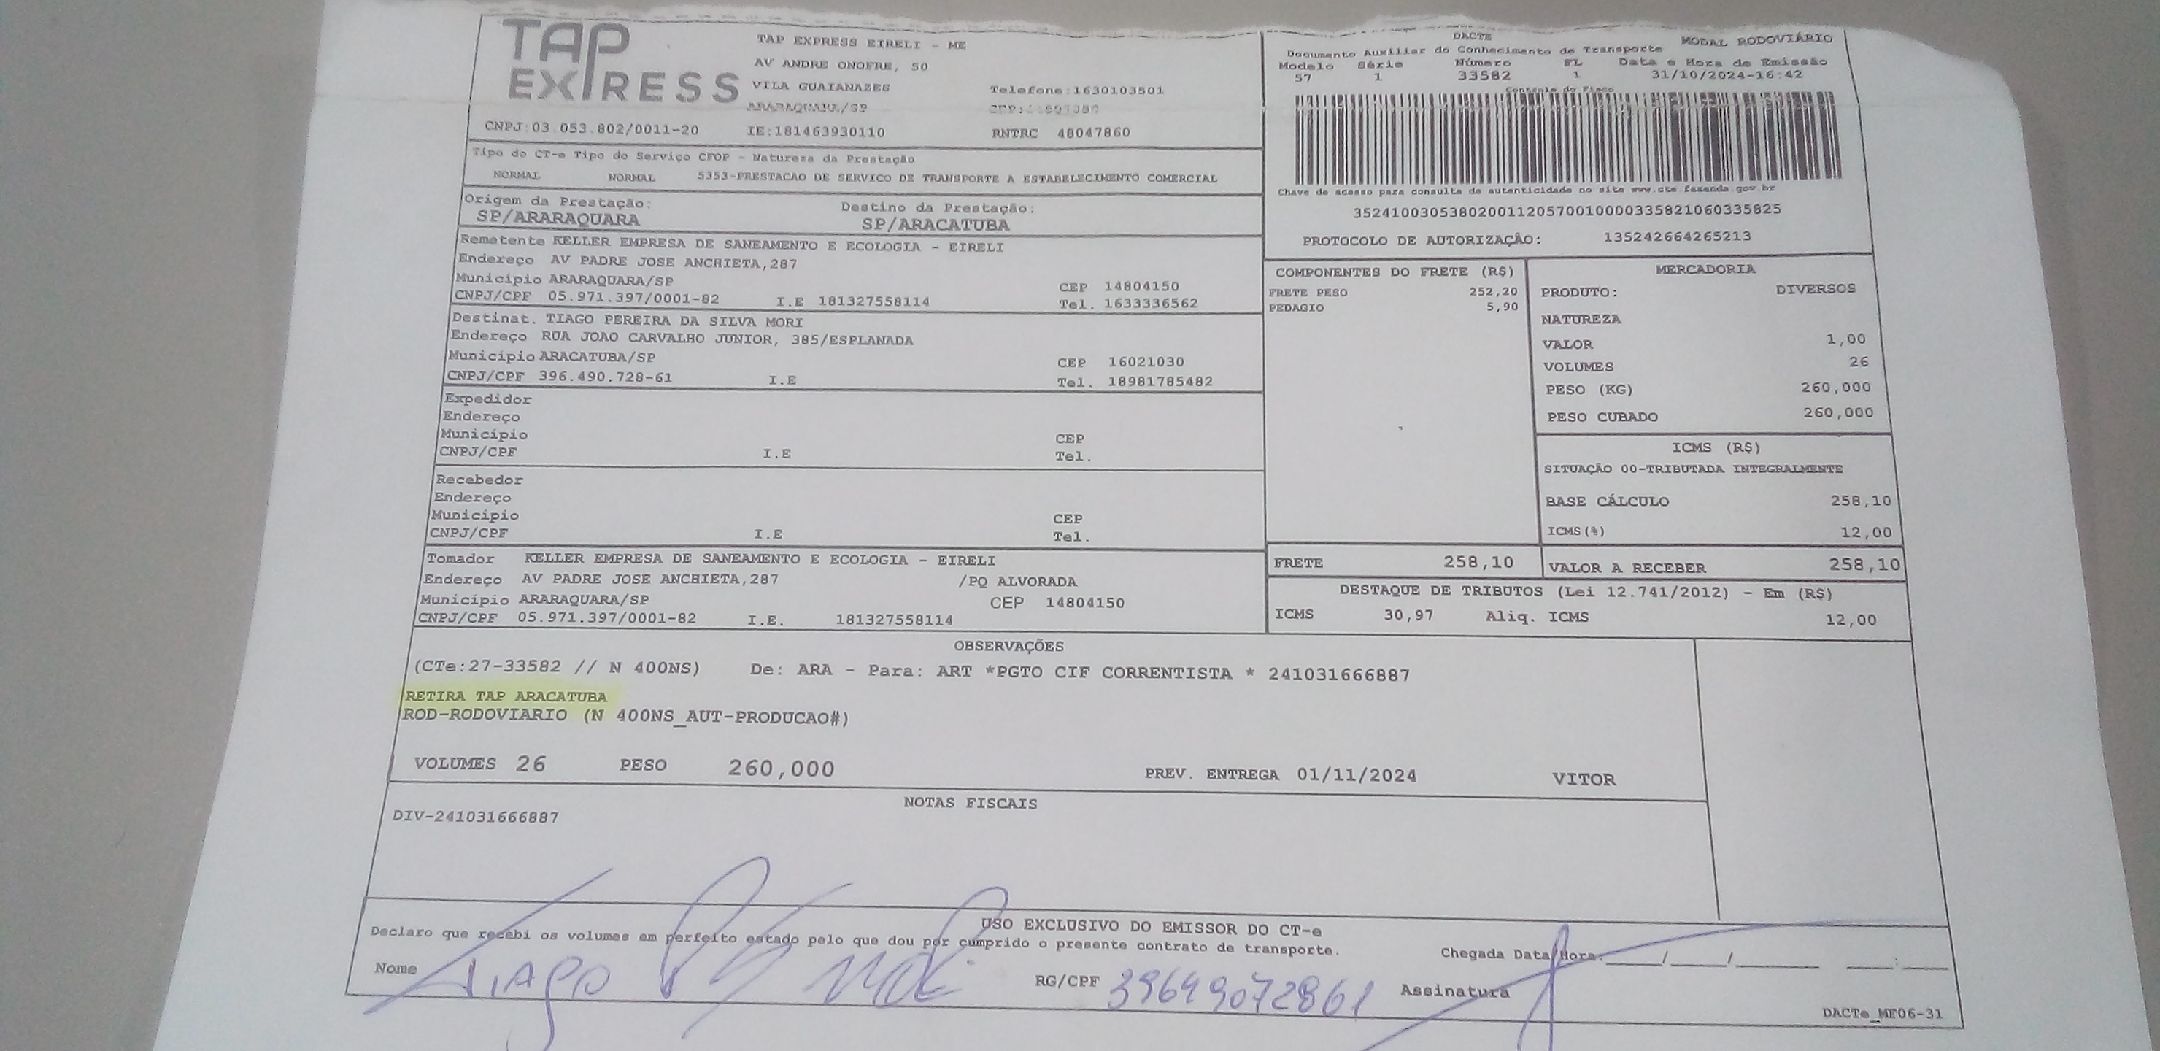 TAP
EXPRESS
TAP EXPRESS EIRELI - ME
AV ANDRE ONOFRE, 50
VILA GUAIANAZES Telefone:1630103501
ARARAQUARA/SP CEP:
CNPJ:03.053.802/0011-20 IE:181463930110 RNTRC 48047860
DACTE MODAL RODOVIÁRIO
Documento Auxiliar do Conhecimento de Transporte
Modelo Série Número FL Data e Hora de Emissão
57 1 33582 1 31/10/2024-16:42
Controle do Fisco
Chave de acesso para consulta de autenticidade no site www.cte.fazenda.gov.br
35241003053802001120570010000335821060335825
PROTOCOLO DE AUTORIZAÇÃO: 135242664265213
Tipo do CT-e Tipo do Serviço CFOP - Natureza da Prestação
NORMAL NORMAL 5353-PRESTACAO DE SERVICO DE TRANSPORTE A ESTABELECIMENTO COMERCIAL
Origem da Prestação: Destino da Prestação:
SP/ARARAQUARA SP/ARACATUBA
Remetente KELLER EMPRESA DE SANEAMENTO E ECOLOGIA - EIRELI
Endereço AV PADRE JOSE ANCHIETA,287
Município ARARAQUARA/SP CEP 14804150
CNPJ/CPF 05.971.397/0001-82 I.E 181327558114 Tel. 1633336562
Destinat. TIAGO PEREIRA DA SILVA MORI
Endereço RUA JOAO CARVALHO JUNIOR, 385/ESPLANADA
Município ARACATUBA/SP CEP 16021030
CNPJ/CPF 396.490.728-61 I.E Tel. 18981785482
Expedidor
Endereço
Município CEP
CNPJ/CPF I.E Tel.
Recebedor
Endereço
Município CEP
CNPJ/CPF I.E Tel.
Tomador KELLER EMPRESA DE SANEAMENTO E ECOLOGIA - EIRELI
Endereço AV PADRE JOSE ANCHIETA,287 /PQ ALVORADA
Município ARARAQUARA/SP CEP 14804150
CNPJ/CPF 05.971.397/0001-82 I.E. 181327558114
COMPONENTES DO FRETE (R$)
FRETE PESO 252,20
PEDAGIO 5,90
FRETE 258,10
MERCADORIA
PRODUTO: DIVERSOS
NATUREZA
VALOR 1,00
VOLUMES 26
PESO (KG) 260,000
PESO CUBADO 260,000
ICMS (R$)
SITUAÇÃO 00-TRIBUTADA INTEGRALMENTE
BASE CÁLCULO 258,10
ICMS(%) 12,00
VALOR A RECEBER 258,10
DESTAQUE DE TRIBUTOS (Lei 12.741/2012) - Em (R$)
ICMS 30,97 Aliq. ICMS 12,00
OBSERVAÇÕES
(CTe:27-33582 // N 400NS) De: ARA - Para: ART *PGTO CIF CORRENTISTA * 241031666887
RETIRA TAP ARACATUBA
ROD-RODOVIARIO (N 400NS_AUT-PRODUCAO#)
VOLUMES 26 PESO 260,000 PREV. ENTREGA 01/11/2024 VITOR
NOTAS FISCAIS
DIV-241031666887
USO EXCLUSIVO DO EMISSOR DO CT-e
Declaro que recebi os volumes em perfeito estado pelo que dou por cumprido o presente contrato de transporte.
Chegada Data/Hora:____/____/______ ____:____
Nome TIAGO RG/CPF 39649072861 Assinatura
DACTe_MF06-31